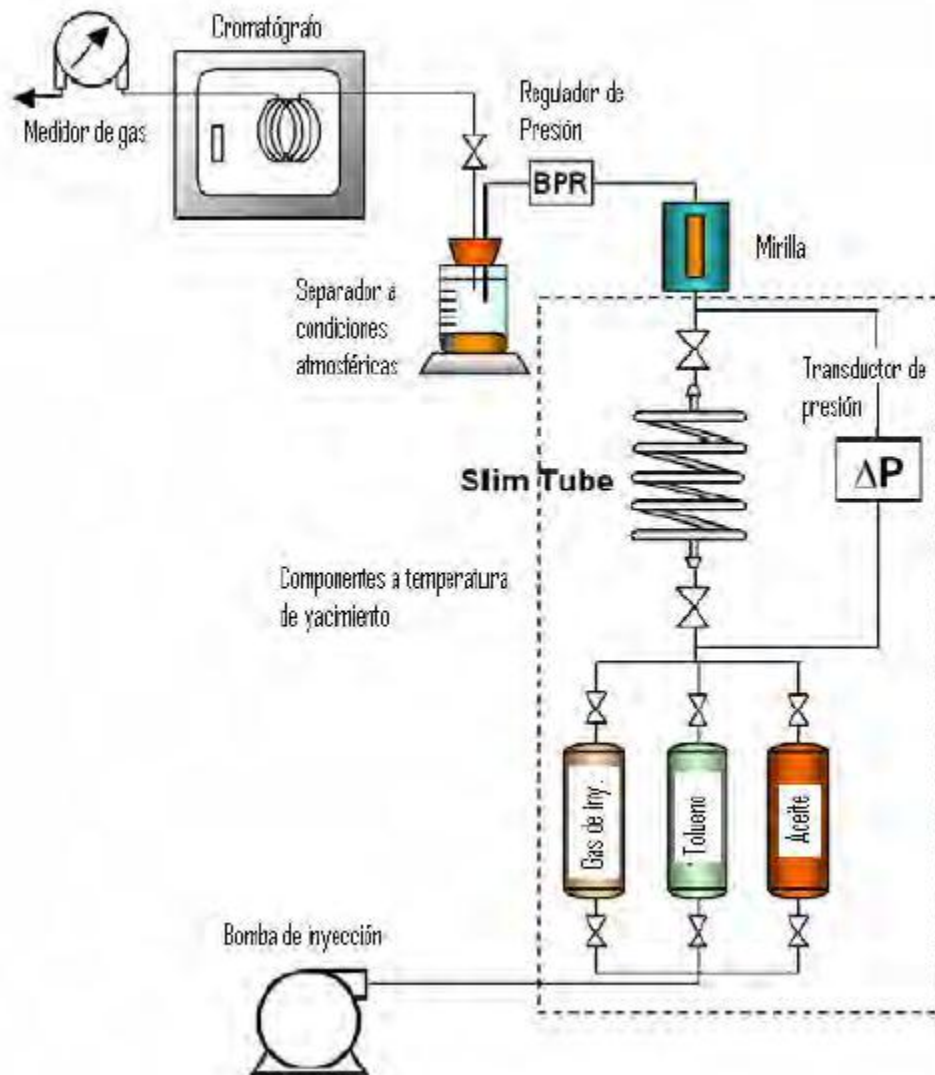 Cromatógrafo
Medidor de gas
Regulador de
Presión
BPR
Mirilla
Separador a
condiciones
atmosféricas
Transductor de
presión
ΔP
Slim Tube
Componentes a temperatura
de yacimiento
Gas de iny.
Tolueno
Aceite
Bomba de inyección